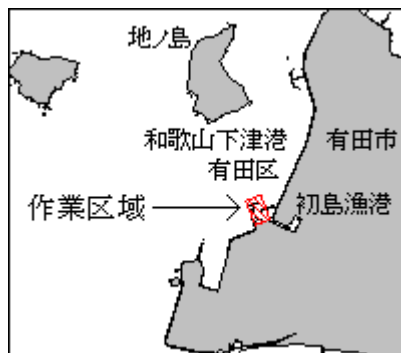 地ノ島
和歌山下津港
有田区
有田市
作業区域
初島漁港